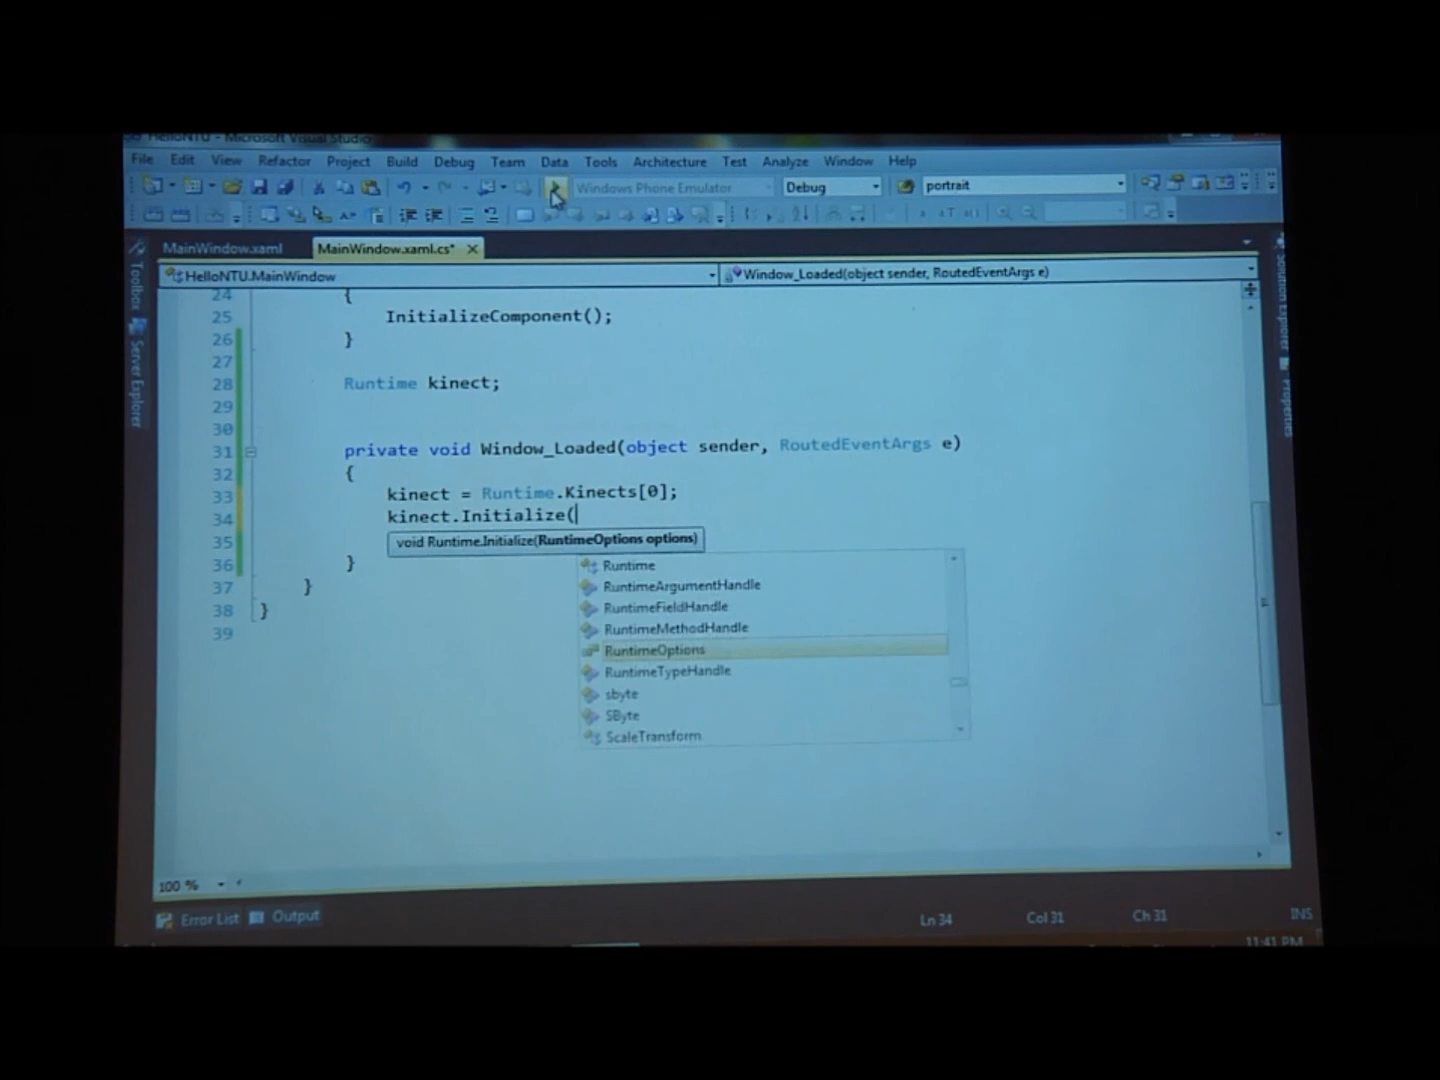 HelloNTU - Microsoft Visual Studio
File Edit View Refactor Project Build Debug Team Data Tools Architecture Test Analyze Window Help
Windows Phone Emulator Debug portrait
MainWindow.xaml MainWindow.xaml.cs*
HelloNTU.MainWindow Window_Loaded(object sender, RoutedEventArgs e)
Toolbox
Server Explorer
Solution Explorer
Properties
24 {
25 InitializeComponent();
26 }
27
28 Runtime kinect;
29
30
31 private void Window_Loaded(object sender, RoutedEventArgs e)
32 {
33 kinect = Runtime.Kinects[0];
34 kinect.Initialize(
35 void Runtime.Initialize(RuntimeOptions options)
36 }
37 }
38 }
39
Runtime
RuntimeArgumentHandle
RuntimeFieldHandle
RuntimeMethodHandle
RuntimeOptions
RuntimeTypeHandle
sbyte
SByte
ScaleTransform
100 %
Error List Output
Ln 34 Col 31 Ch 31 INS
11:41 PM